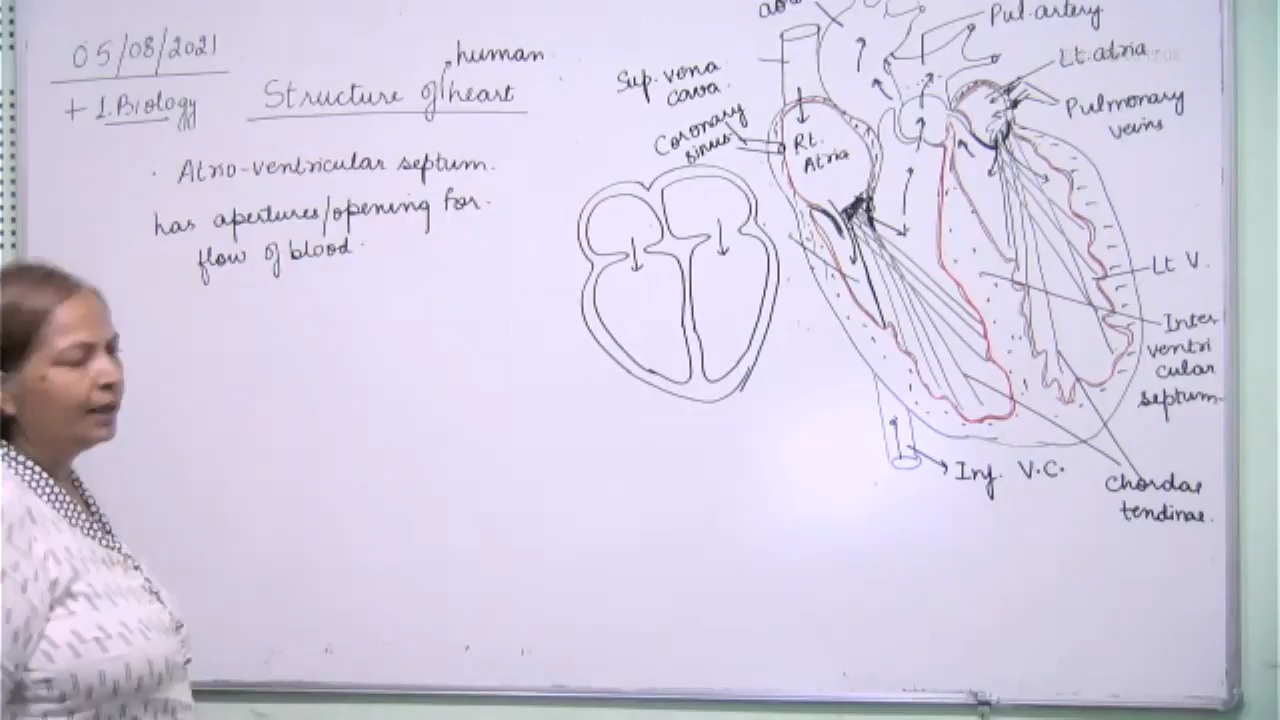 05/08/2021
+1 Biology
human
Structure of heart
· Atrio-ventricular septum.
has apertures/opening for
flow of blood.
Pul. artery
Lt atria
Pulmonary
veins
Sup. vena
cava.
Coronary
sinus
Rt.
Atria
Lt V.
Inter
ventri
cular
septum.
Inf. V.C.
Chordae
tendinae.